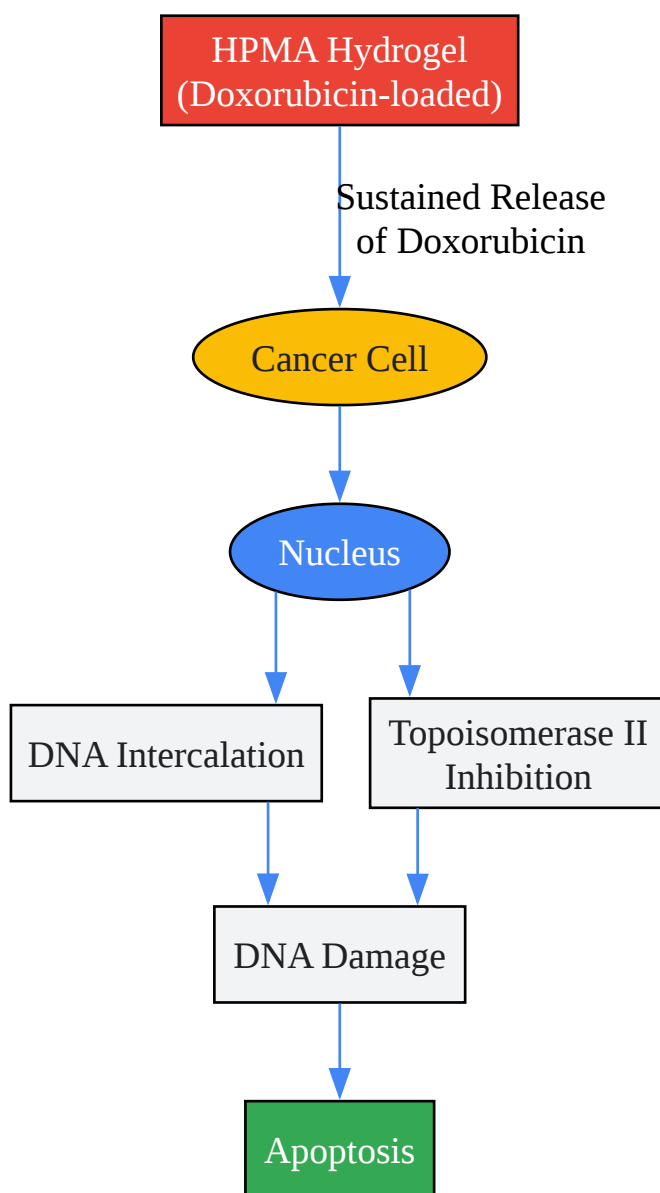 HPMA Hydrogel
(Doxorubicin-loaded)
Sustained Release
of Doxorubicin
Cancer Cell
Nucleus
DNA Intercalation
Topoisomerase II
Inhibition
DNA Damage
Apoptosis